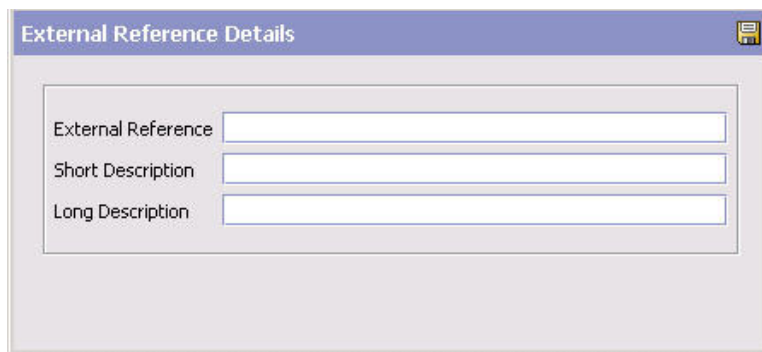 External Reference Details
External Reference
Short Description
Long Description